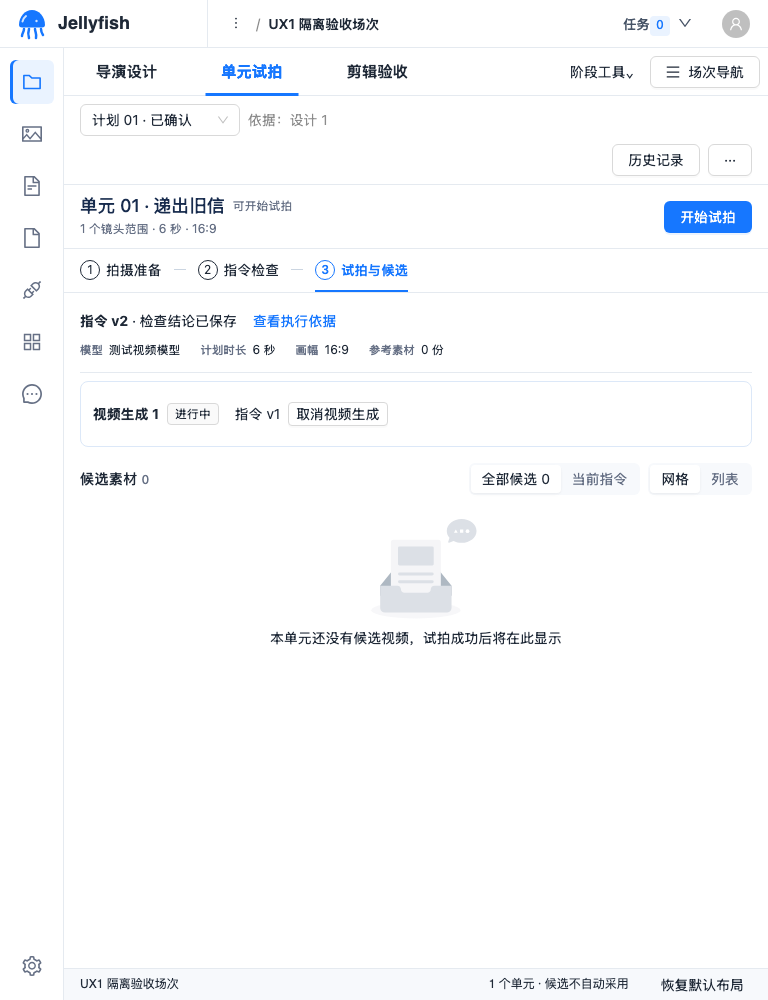 Jellyfish
/ UX1 隔离验收场次
任务 0
导演设计 单元试拍 剪辑验收 阶段工具 场次导航
计划 01 · 已确认 依据：设计 1
历史记录 ...
单元 01 · 递出旧信 可开始试拍
1 个镜头范围 · 6 秒 · 16:9
开始试拍
1 拍摄准备 — 2 指令检查 — 3 试拍与候选
指令 v2 · 检查结论已保存 查看执行依据
模型 测试视频模型 计划时长 6 秒 画幅 16:9 参考素材 0 份
视频生成 1 进行中 指令 v1 取消视频生成
候选素材 0 全部候选 0 当前指令 网格 列表
本单元还没有候选视频，试拍成功后将在此显示
UX1 隔离验收场次 1 个单元 · 候选不自动采用 恢复默认布局